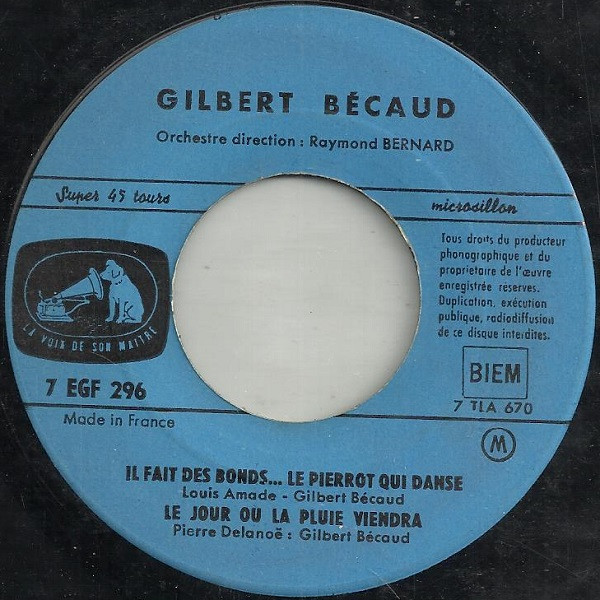 GILBERT BÉCAUD
Orchestre direction : Raymond BERNARD
Super 45 tours
microsillon
Tous droits du producteur
phonographique et du
propriétaire de l'œuvre
enregistrée réservés.
Duplication, exécution
publique, radiodiffusion
de ce disque interdites.
LA VOIX DE SON MAITRE
7 EGF 296
Made in France
BIEM
7 TLA 670
M
IL FAIT DES BONDS... LE PIERROT QUI DANSE
Louis Amade - Gilbert Bécaud
LE JOUR OU LA PLUIE VIENDRA
Pierre Delanoë : Gilbert Bécaud